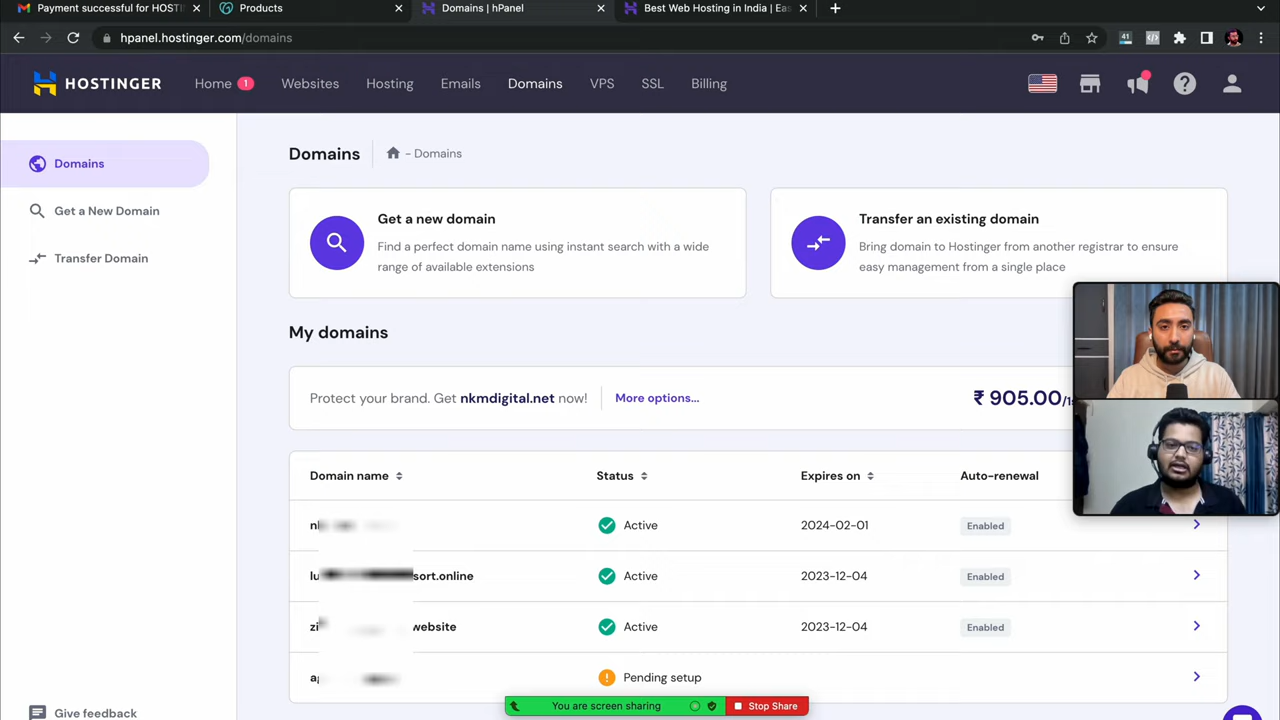 Payment successful for HOSTI
Products
Domains | hPanel
Best Web Hosting in India | Eas
hpanel.hostinger.com/domains
41
HOSTINGER
Home 1
Websites
Hosting
Emails
Domains
VPS
SSL
Billing
Domains
Get a New Domain
Transfer Domain
Give feedback
Domains
- Domains
Get a new domain
Find a perfect domain name using instant search with a wide
range of available extensions
Transfer an existing domain
Bring domain to Hostinger from another registrar to ensure
easy management from a single place
My domains
Protect your brand. Get nkmdigital.net now!
More options...
₹ 905.00/1
Domain name
Status
Expires on
Auto-renewal
Active
2024-02-01
Enabled
lu
sort.online
Active
2023-12-04
Enabled
website
Active
2023-12-04
Enabled
Pending setup
You are screen sharing
Stop Share